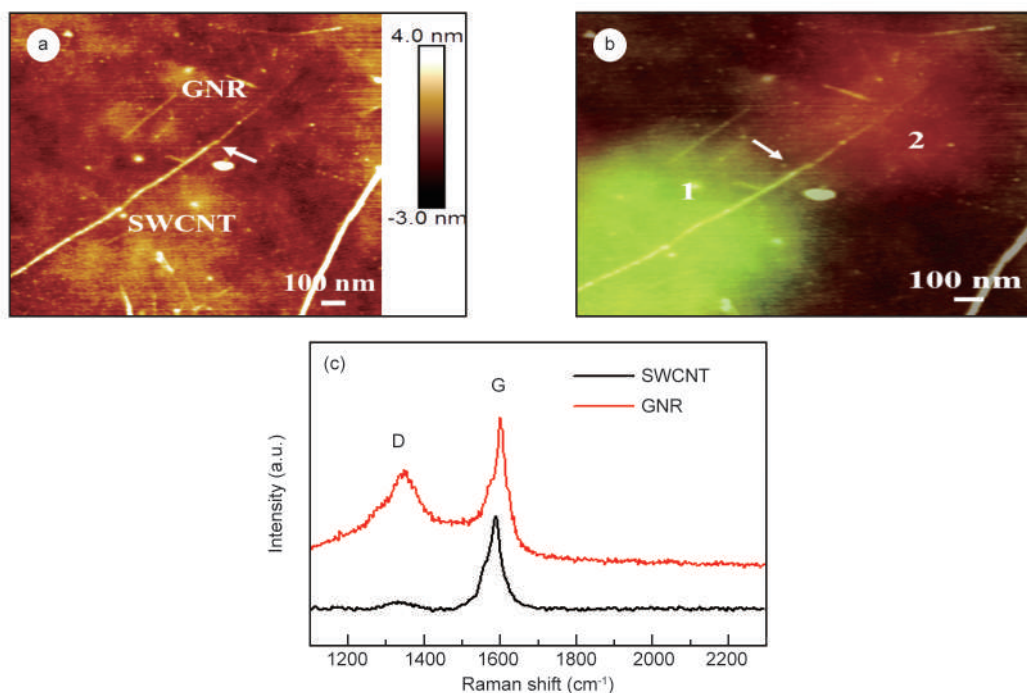 a
4.0 nm
GNR
SWCNT
-3.0 nm
100 nm
b
1
2
100 nm
(c)
SWCNT
GNR
D
G
Intensity (a.u.)
1200 1400 1600 1800 2000 2200
Raman shift (cm⁻¹)